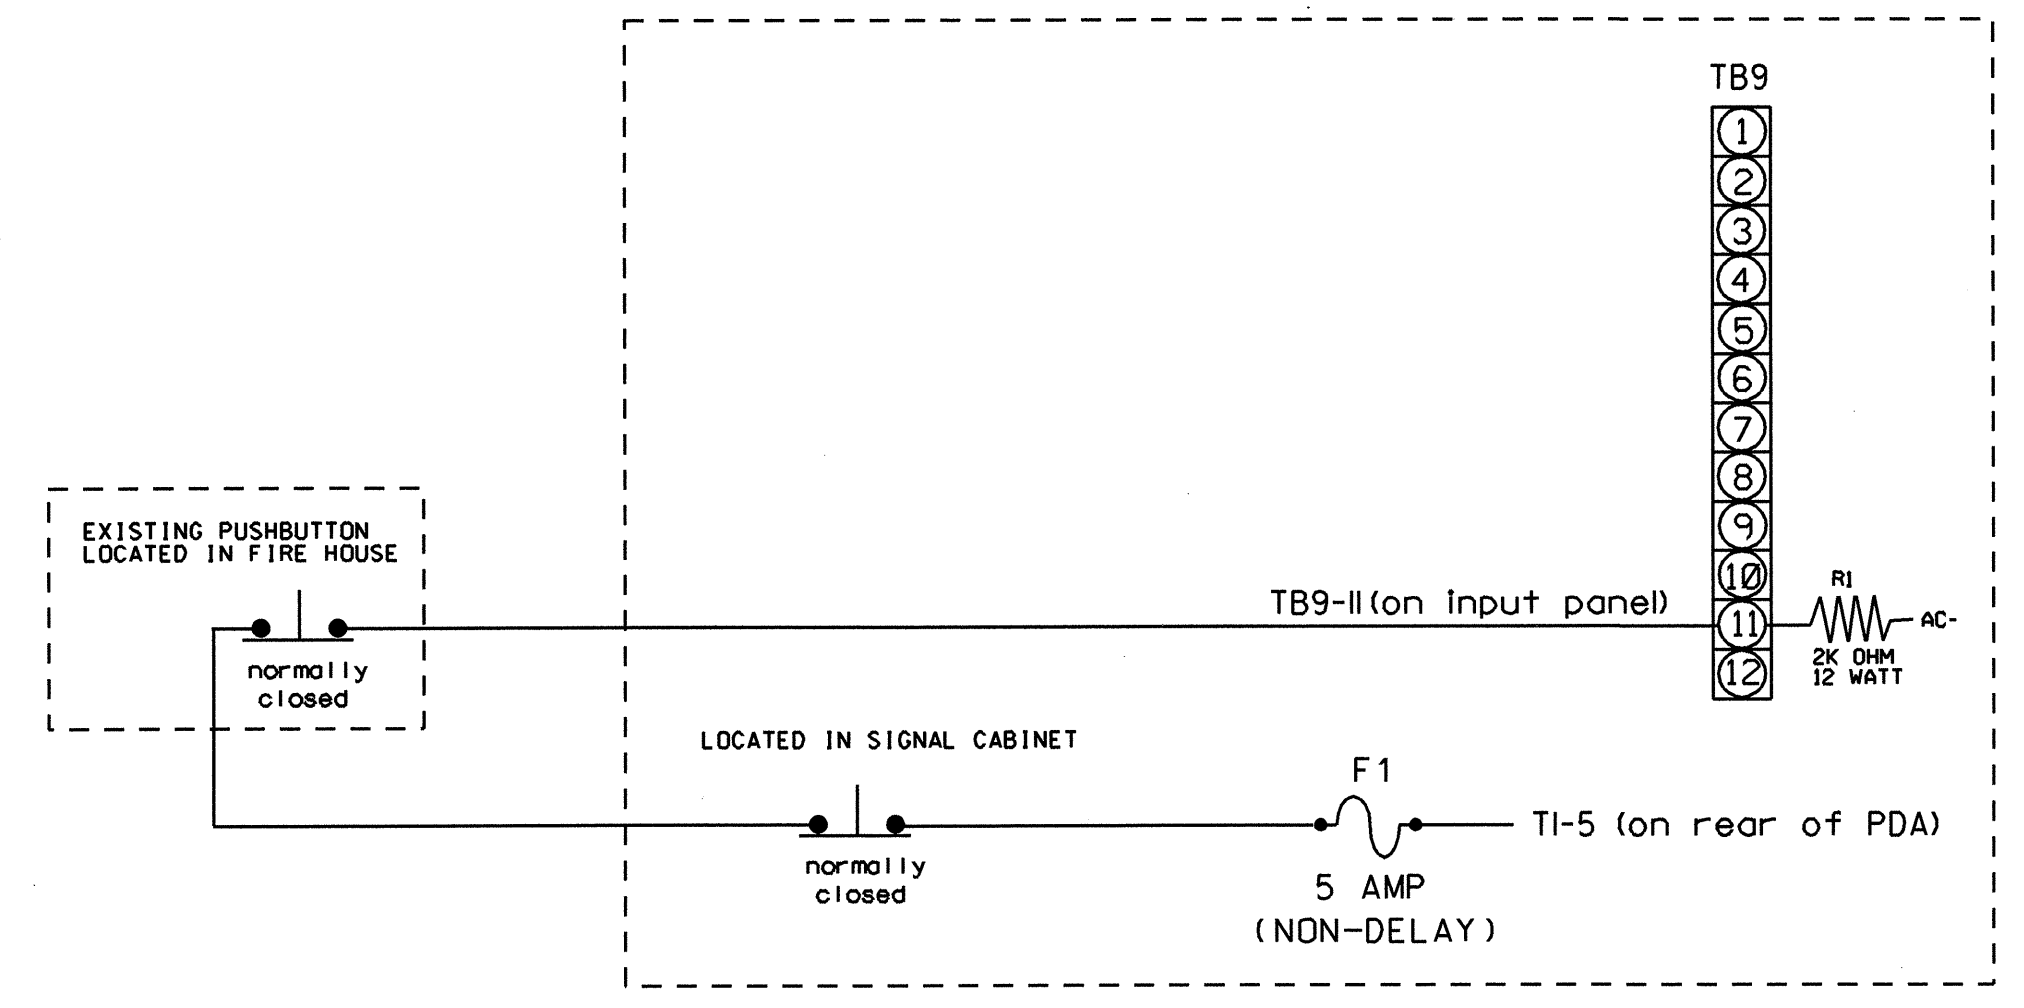 TB9
1
2
3
4
5
6
7
8
9
10
11
12
EXISTING PUSHBUTTON
LOCATED IN FIRE HOUSE
normally
closed
TB9-11(on input panel)
R1
AC-
2K OHM
12 WATT
LOCATED IN SIGNAL CABINET
normally
closed
F1
T1-5 (on rear of PDA)
5 AMP
(NON-DELAY)